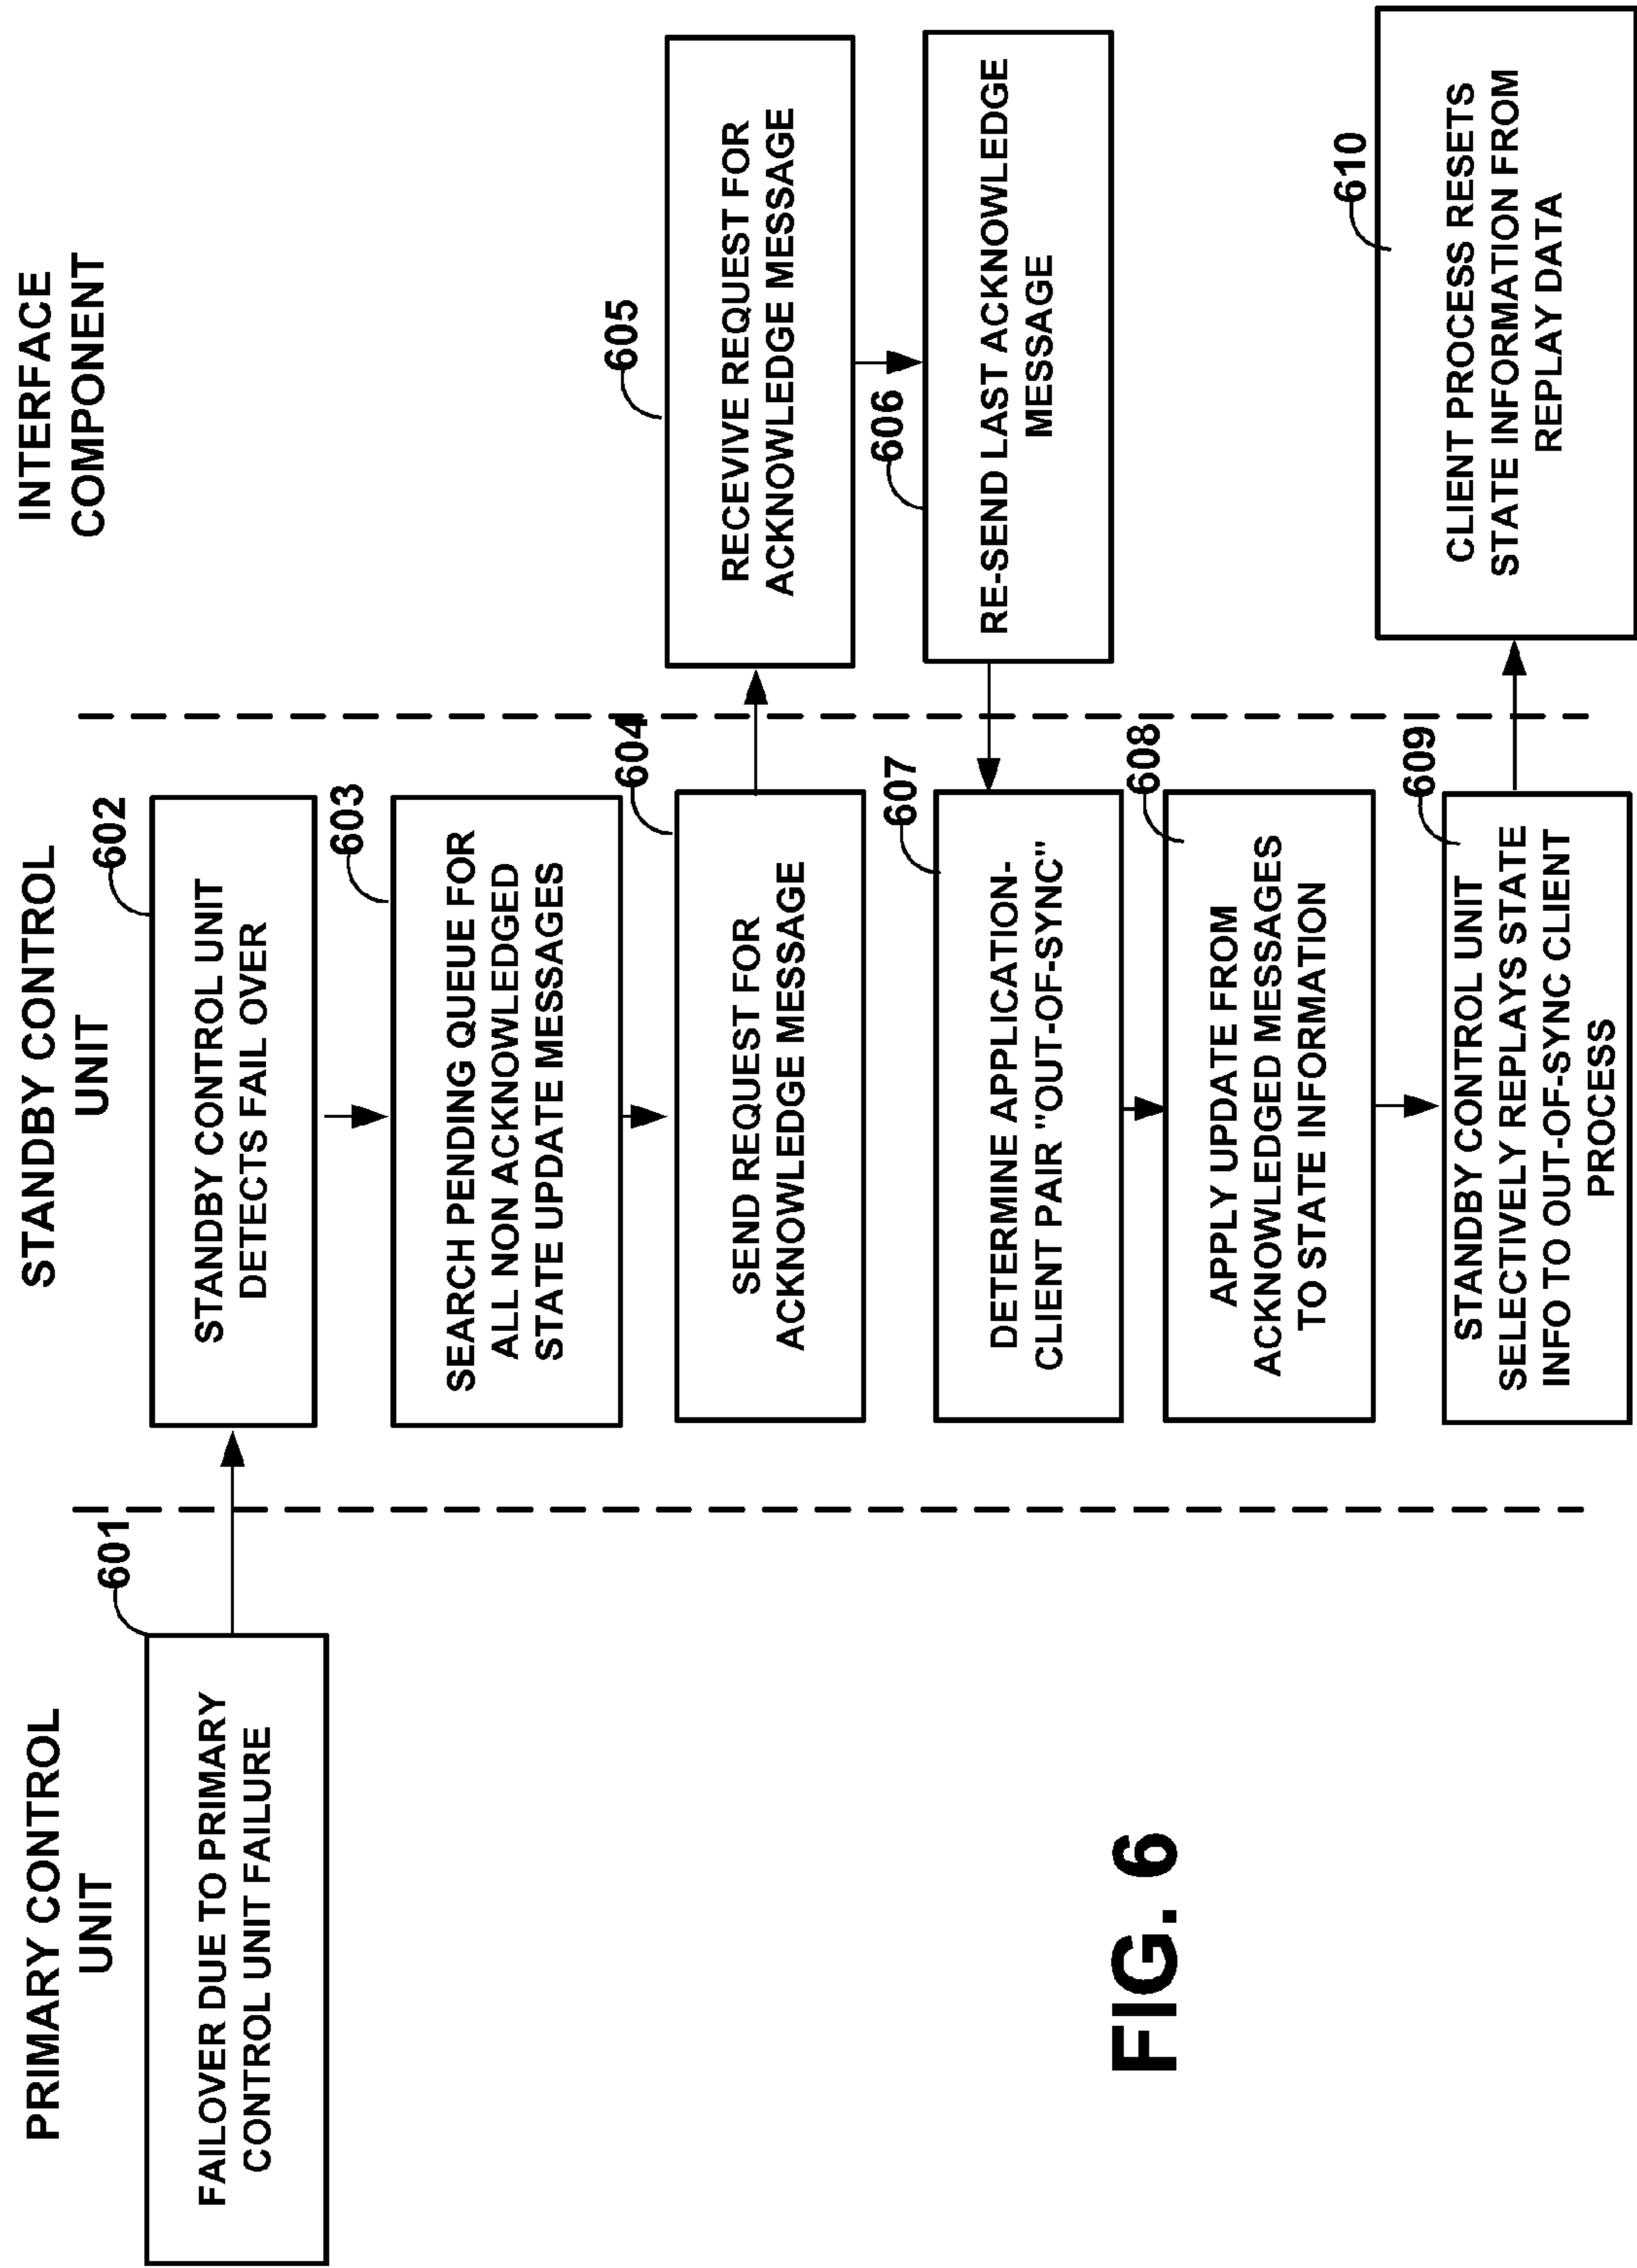 PRIMARY CONTROL
UNIT
STANDBY CONTROL
UNIT
INTERFACE
COMPONENT
601
FAILOVER DUE TO PRIMARY
CONTROL UNIT FAILURE
602
STANDBY CONTROL UNIT
DETECTS FAIL OVER
603
SEARCH PENDING QUEUE FOR
ALL NON ACKNOWLEDGED
STATE UPDATE MESSAGES
604
SEND REQUEST FOR
ACKNOWLEDGE MESSAGE
605
RECEVIVE REQUEST FOR
ACKNOWLEDGE MESSAGE
606
RE-SEND LAST ACKNOWLEDGE
MESSAGE
607
DETERMINE APPLICATION-
CLIENT PAIR "OUT-OF-SYNC"
608
APPLY UPDATE FROM
ACKNOWLEDGED MESSAGES
TO STATE INFORMATION
609
STANDBY CONTROL UNIT
SELECTIVELY REPLAYS STATE
INFO TO OUT-OF-SYNC CLIENT
PROCESS
610
CLIENT PROCESS RESETS
STATE INFORMATION FROM
REPLAY DATA
FIG. 6